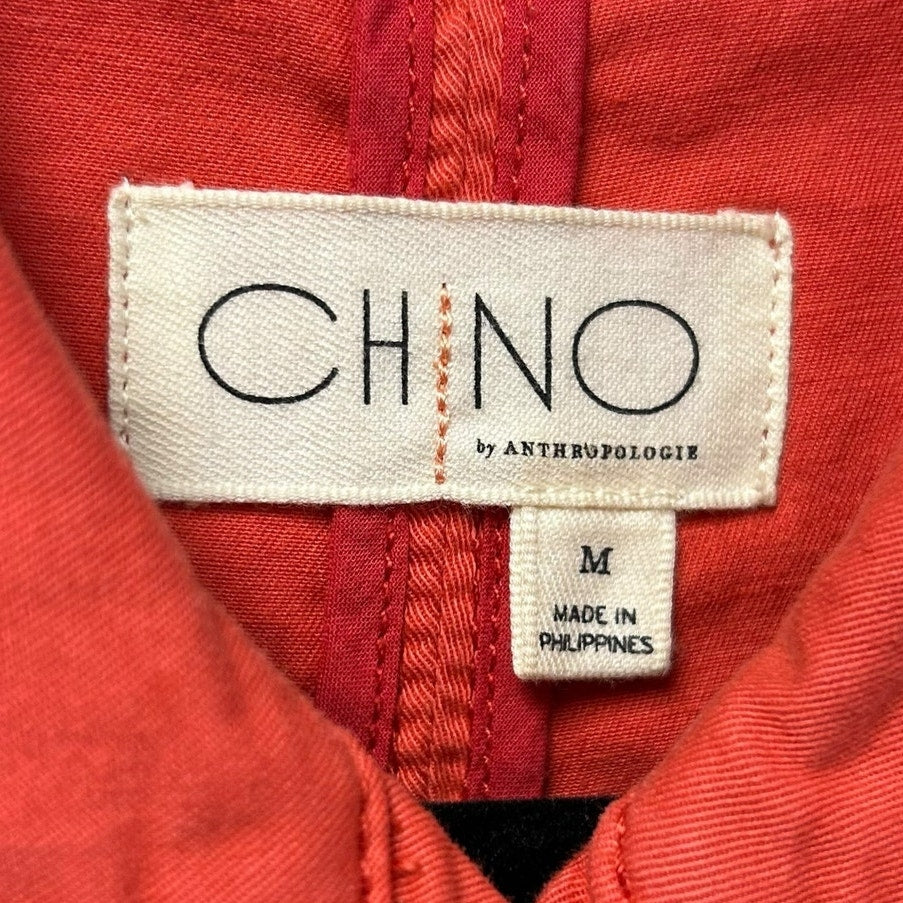 CHINO
by ANTHROPOLOGIE
M
MADE IN
PHILIPPINES